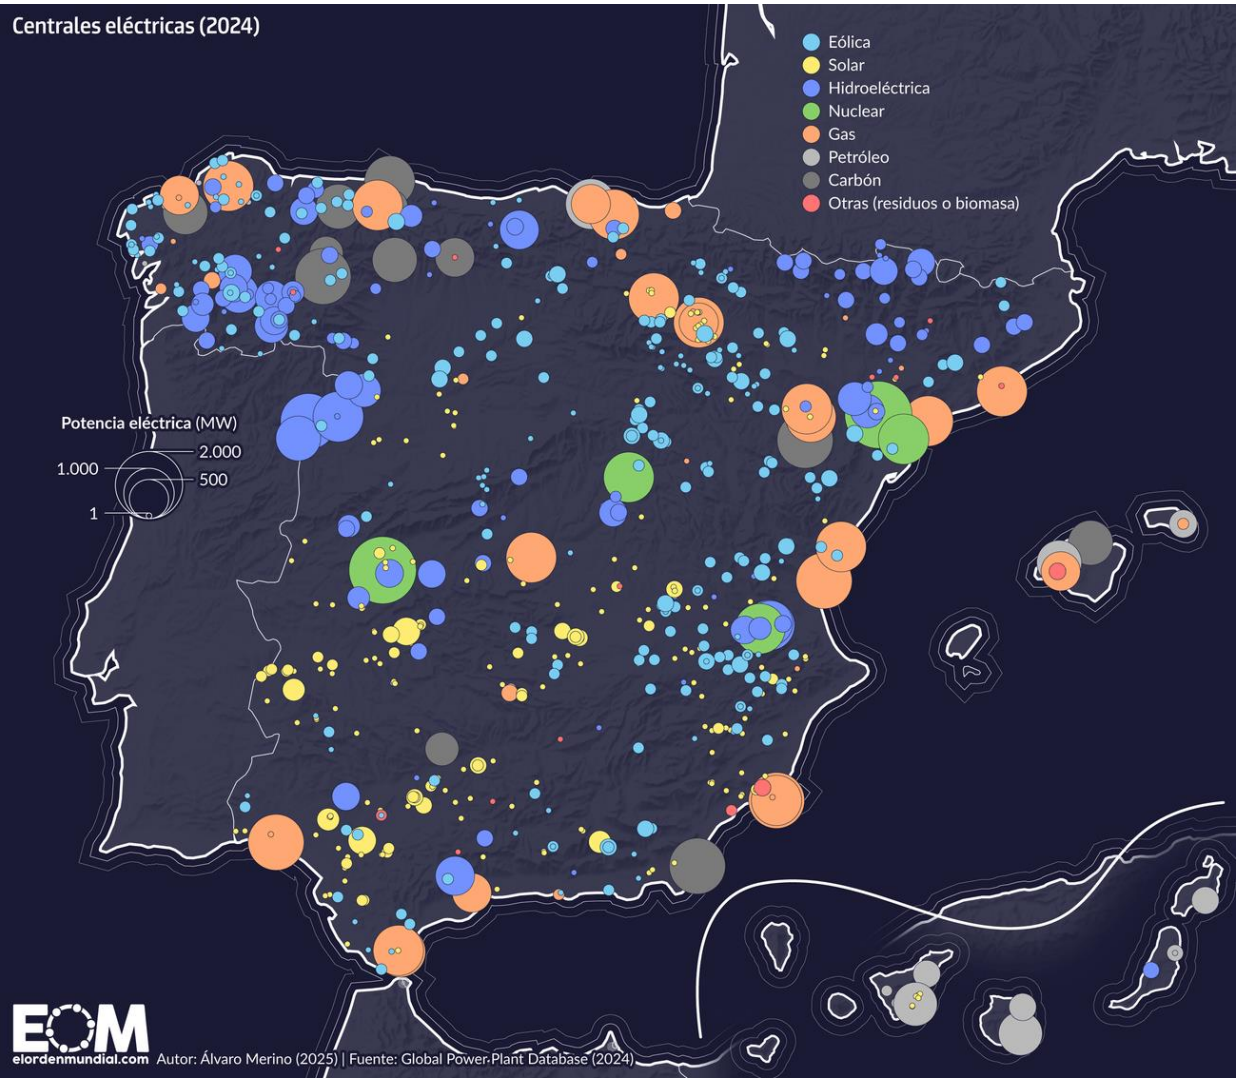 Centrales eléctricas (2024)
Eólica
Solar
Hidroeléctrica
Nuclear
Gas
Petróleo
Carbón
Otras (residuos o biomasa)
Potencia eléctrica (MW)
2.000
1.000
500
1
EOM
elordenmundial.com
Autor: Álvaro Merino (2025) | Fuente: Global Power Plant Database (2024)